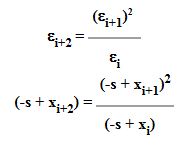 ε_{i+2} = (ε_{i+1})^2 / ε_i
(-s + x_{i+2}) = (-s + x_{i+1})^2 / (-s + x_i)